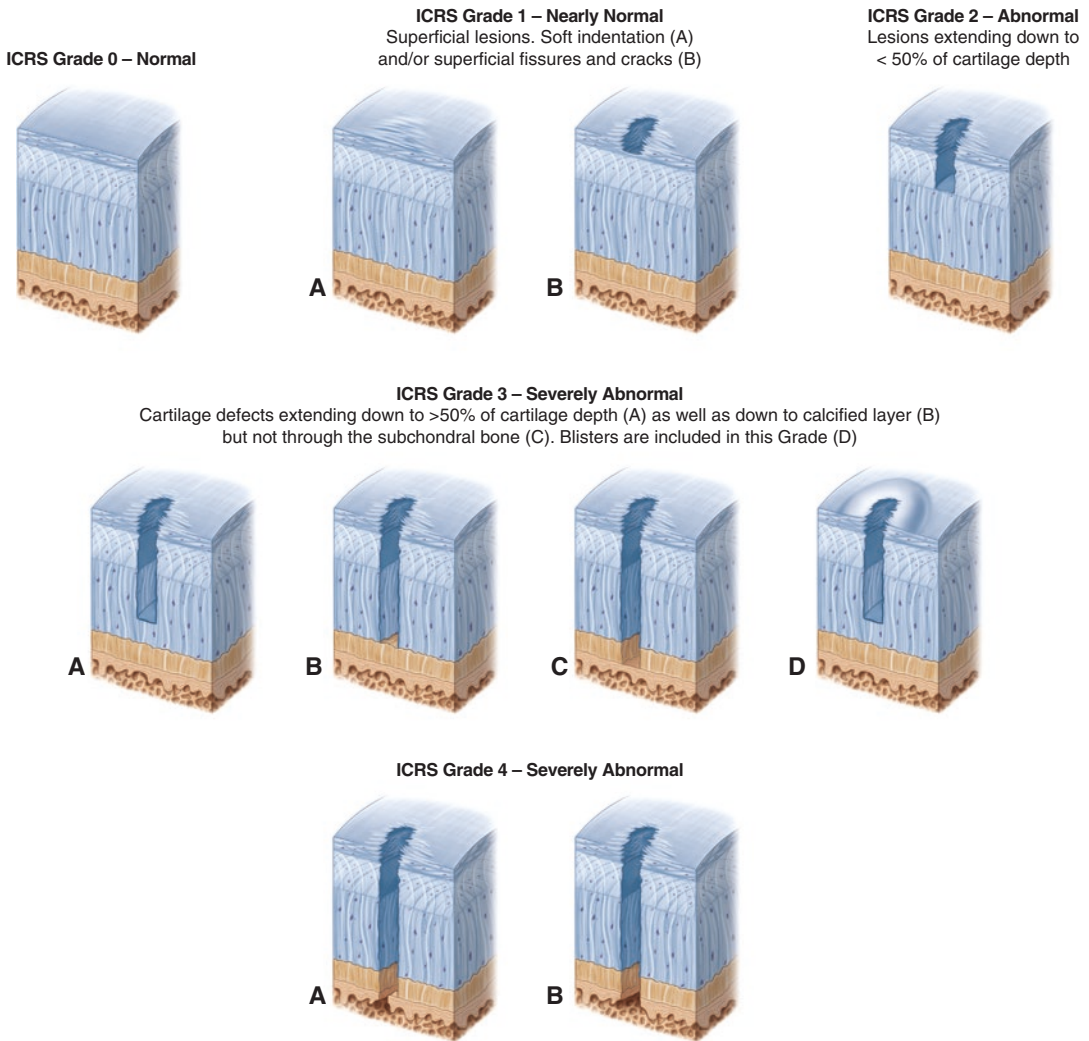 ICRS Grade 0 – Normal
ICRS Grade 1 – Nearly Normal
Superficial lesions. Soft indentation (A)
and/or superficial fissures and cracks (B)
ICRS Grade 2 – Abnormal
Lesions extending down to
< 50% of cartilage depth
A
B
ICRS Grade 3 – Severely Abnormal
Cartilage defects extending down to >50% of cartilage depth (A) as well as down to calcified layer (B)
but not through the subchondral bone (C). Blisters are included in this Grade (D)
A
B
C
D
ICRS Grade 4 – Severely Abnormal
A
B